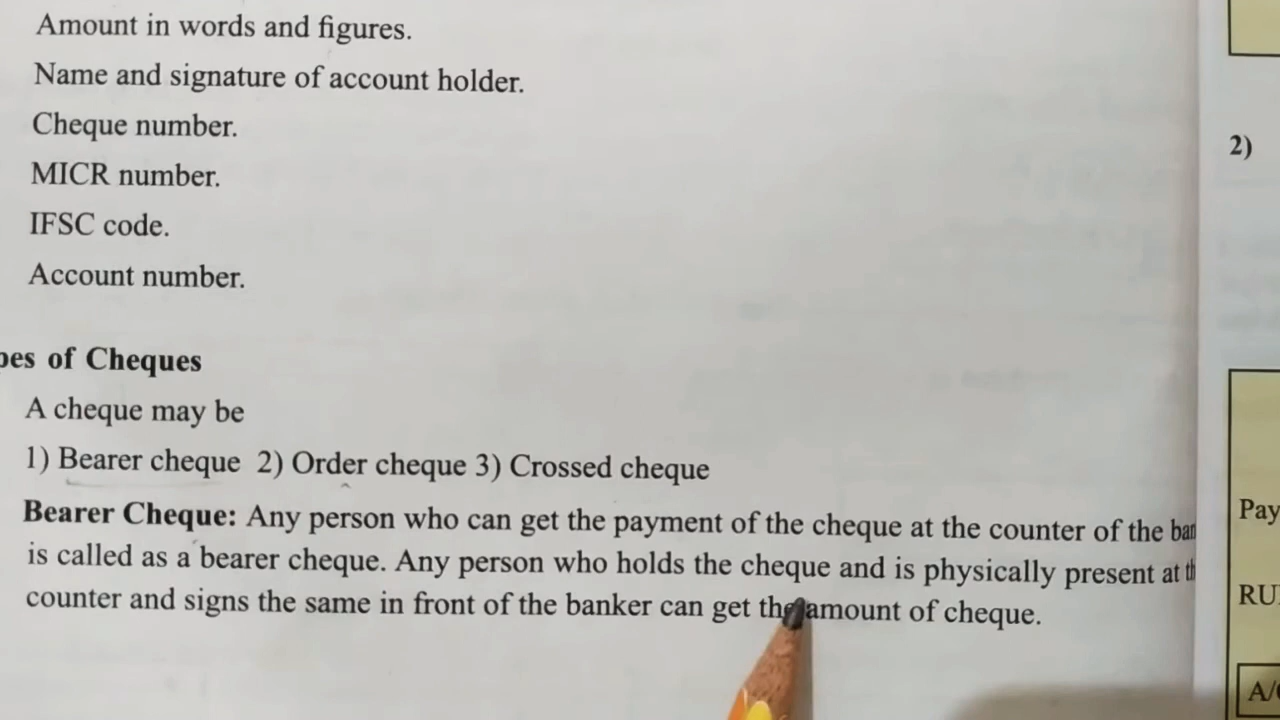 Amount in words and figures.
Name and signature of account holder.
Cheque number.
MICR number.
IFSC code.
Account number.
of Cheques
A cheque may be
1) Bearer cheque 2) Order cheque 3) Crossed cheque
Bearer Cheque: Any person who can get the payment of the cheque at the counter of the
is called as a bearer cheque. Any person who holds the cheque and is physically present at
counter and signs the same in front of the banker can get the amount of cheque.
2)
Pay